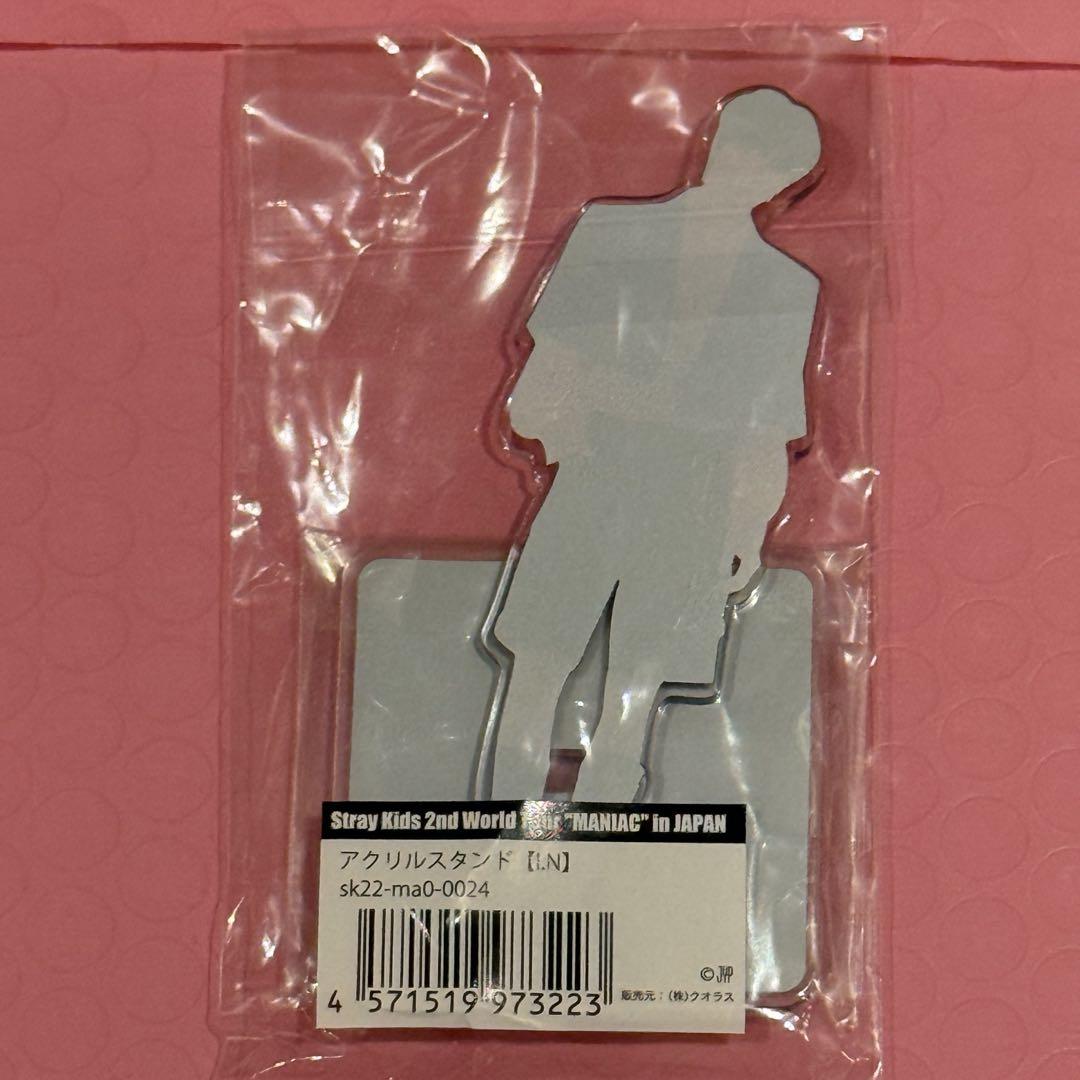 Stray Kids 2nd World Tour "MANIAC" in JAPAN
アクリルスタンド【I.N】
sk22-ma0-0024
4 571519 973223
© JYP
販売元：(株)クオラス